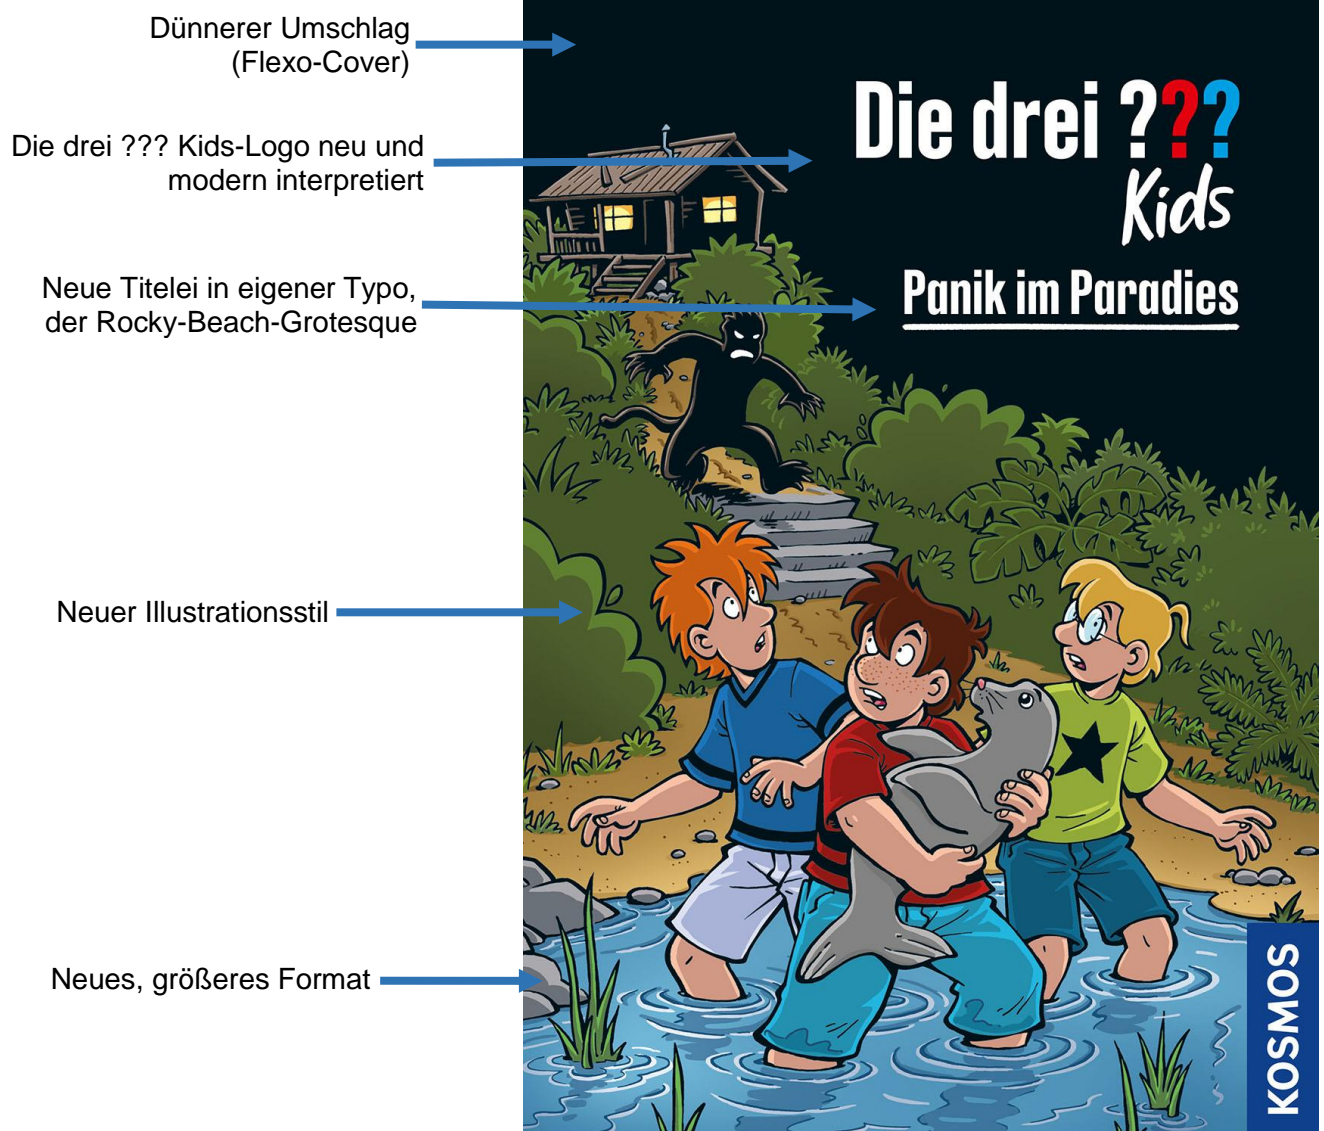 Dünnerer Umschlag
(Flexo-Cover)
Die drei ??? Kids-Logo neu und
modern interpretiert
Neue Titelei in eigener Typo,
der Rocky-Beach-Grotesque
Neuer Illustrationsstil
Neues, größeres Format
Die drei ???
Kids
Panik im Paradies
KOSMOS